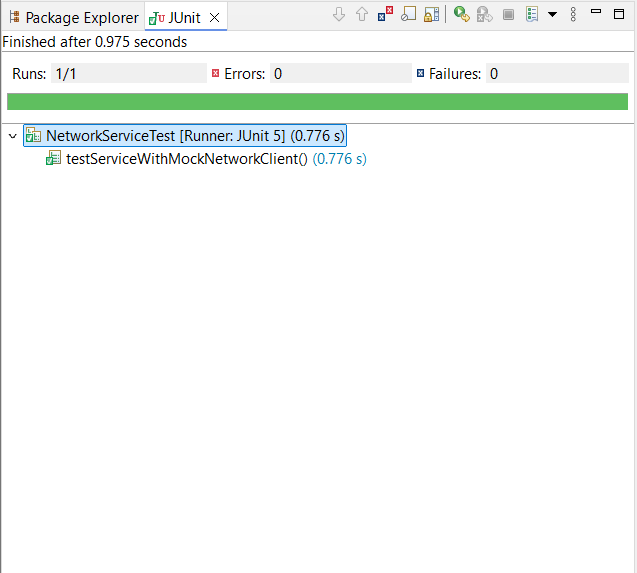 Package Explorer JUnit
Finished after 0.975 seconds
Runs: 1/1 Errors: 0 Failures: 0
NetworkServiceTest [Runner: JUnit 5] (0.776 s)
testServiceWithMockNetworkClient() (0.776 s)